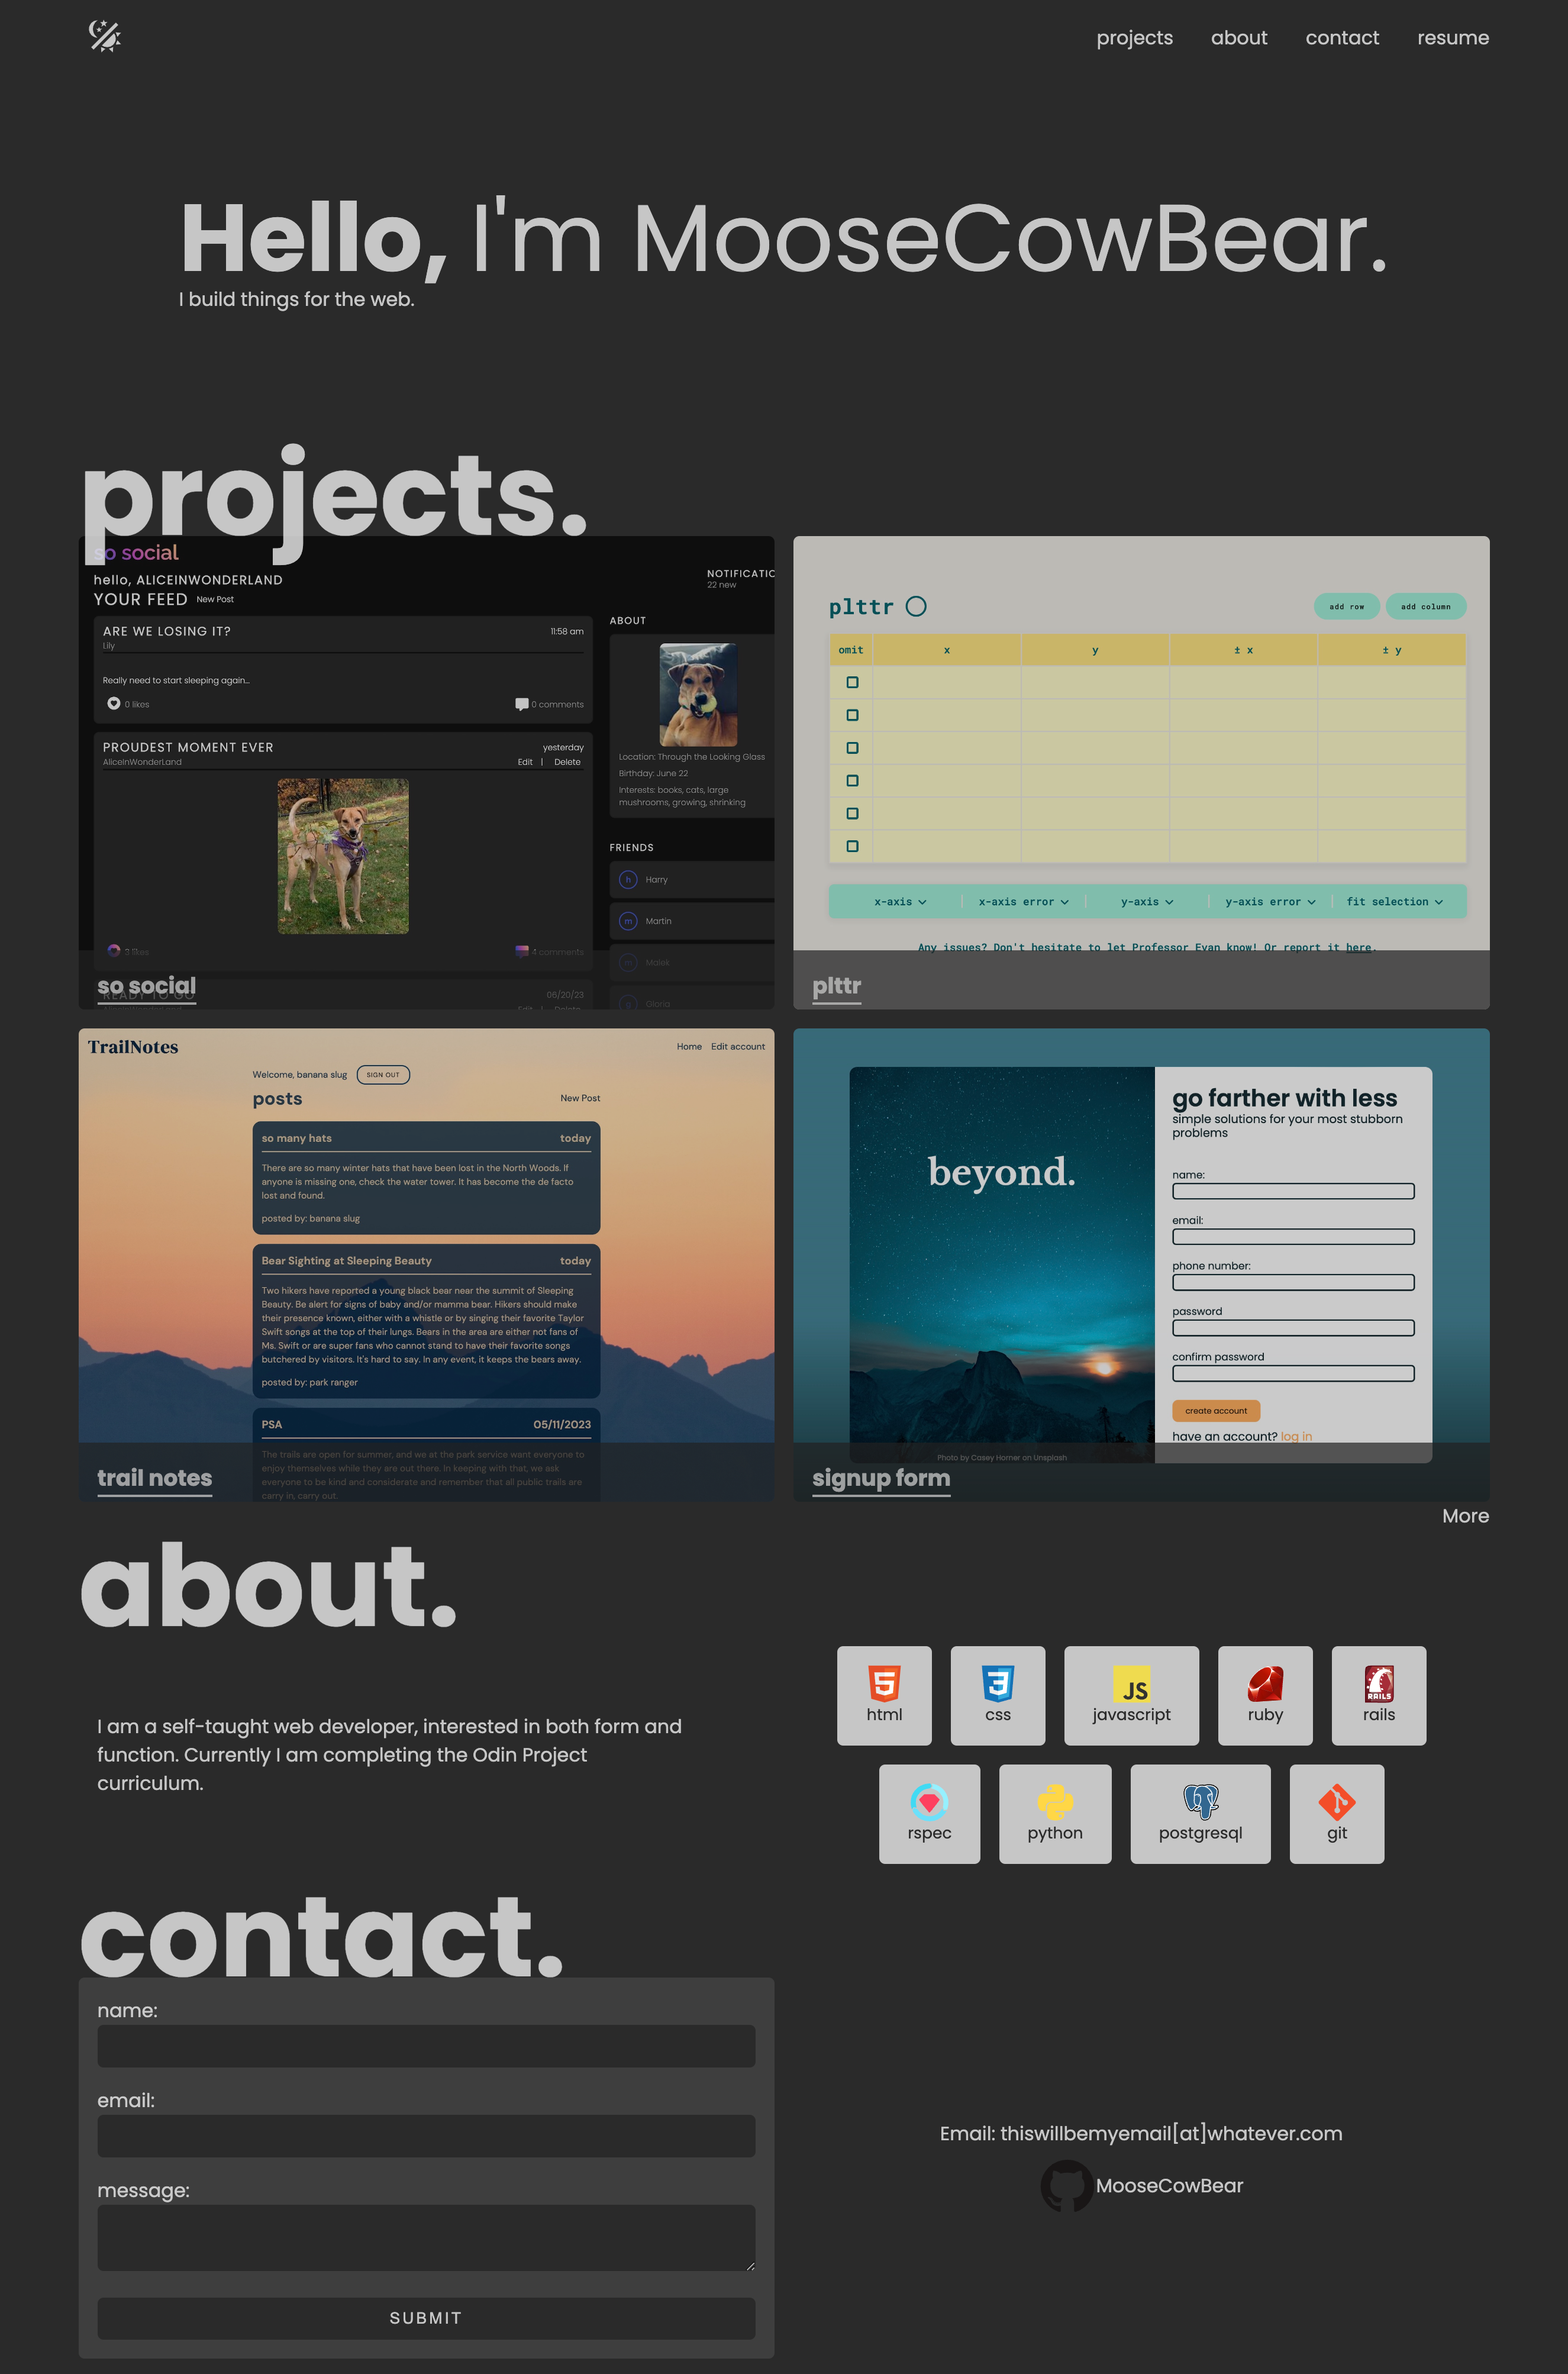 projects about contact resume
Hello, I'm MooseCowBear.
I build things for the web.
projects.
so social
hello, ALICEINWONDERLAND
YOUR FEED New Post
NOTIFICATIO
22 new
ARE WE LOSING IT? 11:58 am
Lily
Really need to start sleeping again...
0 likes 0 comments
PROUDEST MOMENT EVER yesterday
AliceInWonderLand Edit | Delete
3 likes 4 comments
READY TO GO 06/20/23
Edit | Delete
ABOUT
Location: Through the Looking Glass
Birthday: June 22
Interests: books, cats, large
mushrooms, growing, shrinking
FRIENDS
h Harry
m Martin
m Malee
g Gloria
so social
plttr
add row add column
omit x y ± x ± y
x-axis x-axis error y-axis y-axis error fit selection
Any issues? Don't hesitate to let Professor Evan know! Or report it here.
plttr
TrailNotes
Home Edit account
Welcome, banana slug SIGN OUT
posts New Post
so many hats today
There are so many winter hats that have been lost in the North Woods. If
anyone is missing one, check the water tower. It has become the de facto
lost and found.
posted by: banana slug
Bear Sighting at Sleeping Beauty today
Two hikers have reported a young black bear near the summit of Sleeping
Beauty. Be alert for signs of baby and/or mamma bear. Hikers should make
their presence known, either with a whistle or by singing their favorite Taylor
Swift songs at the top of their lungs. Bears in the area are either not fans of
Ms. Swift or are super fans who cannot stand to have their favorite songs
butchered by visitors. It's hard to say. In any event, it keeps the bears away.
posted by: park ranger
PSA 05/11/2023
The trails are open for summer, and we at the park service want everyone to
enjoy themselves while they are out there. In keeping with that, we ask
everyone to be kind and considerate and remember that all public trails are
carry in, carry out.
trail notes
beyond.
Photo by Casey Horner on Unsplash
go farther with less
simple solutions for your most stubborn
problems
name:
email:
phone number:
password
confirm password
create account
have an account? log in
signup form
More
about.
I am a self-taught web developer, interested in both form and
function. Currently I am completing the Odin Project
curriculum.
JS
RAILS
html css javascript ruby rails
rspec python postgresql git
contact.
name:
email:
message:
SUBMIT
Email: thiswillbemyemail[at]whatever.com
MooseCowBear